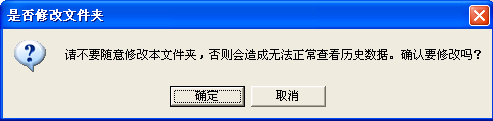 是否修改文件夹
请不要随意修改本文件夹，否则会造成无法正常查看历史数据。确认要修改吗？
确定
取消